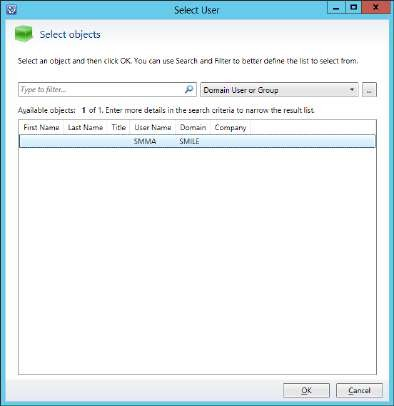 Select User
Select objects
Select an object and then click OK. You can use Search and Filter to better define the list to select from.
Type to filter... Domain User or Group ...
Available objects: 1 of 1. Enter more details in the search criteria to narrow the result list.
First Name Last Name Title User Name Domain Company
SMMA SMILE
OK Cancel